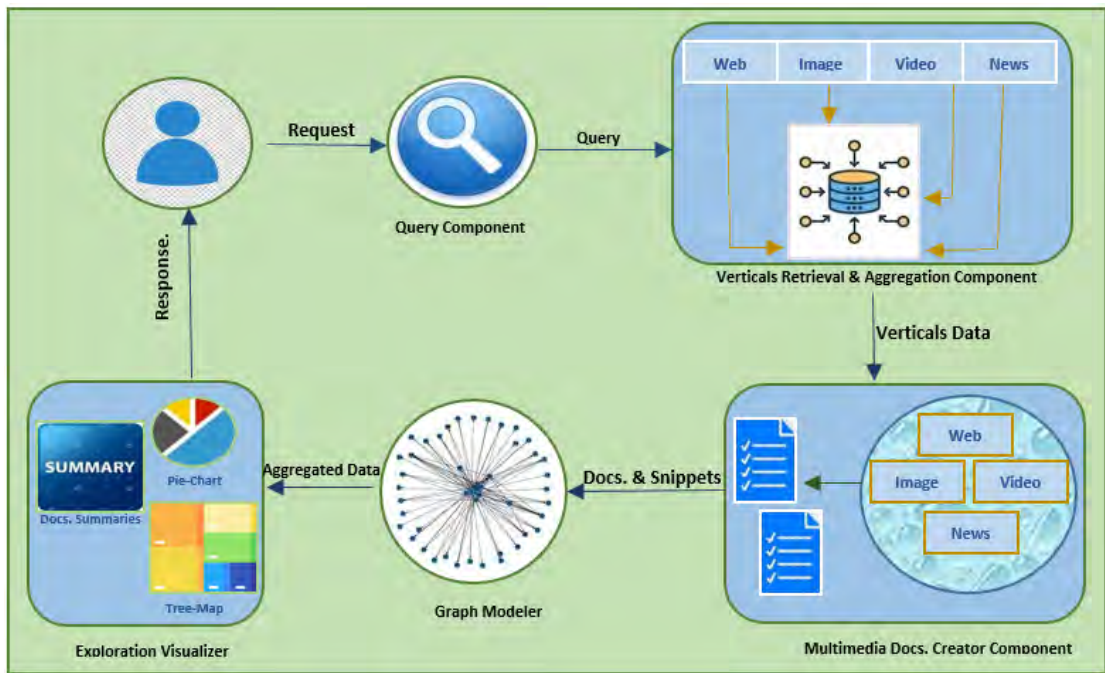 Web
Image
Video
News
Request
Query
Query Component
Verticals Retrieval & Aggregation Component
Response.
Verticals Data
SUMMARY
Docs. Summaries
Pie-Chart
Tree-Map
Aggregated Data
Docs. & Snippets
Web
Image
Video
News
Graph Modeler
Exploration Visualizer
Multimedia Docs. Creator Component